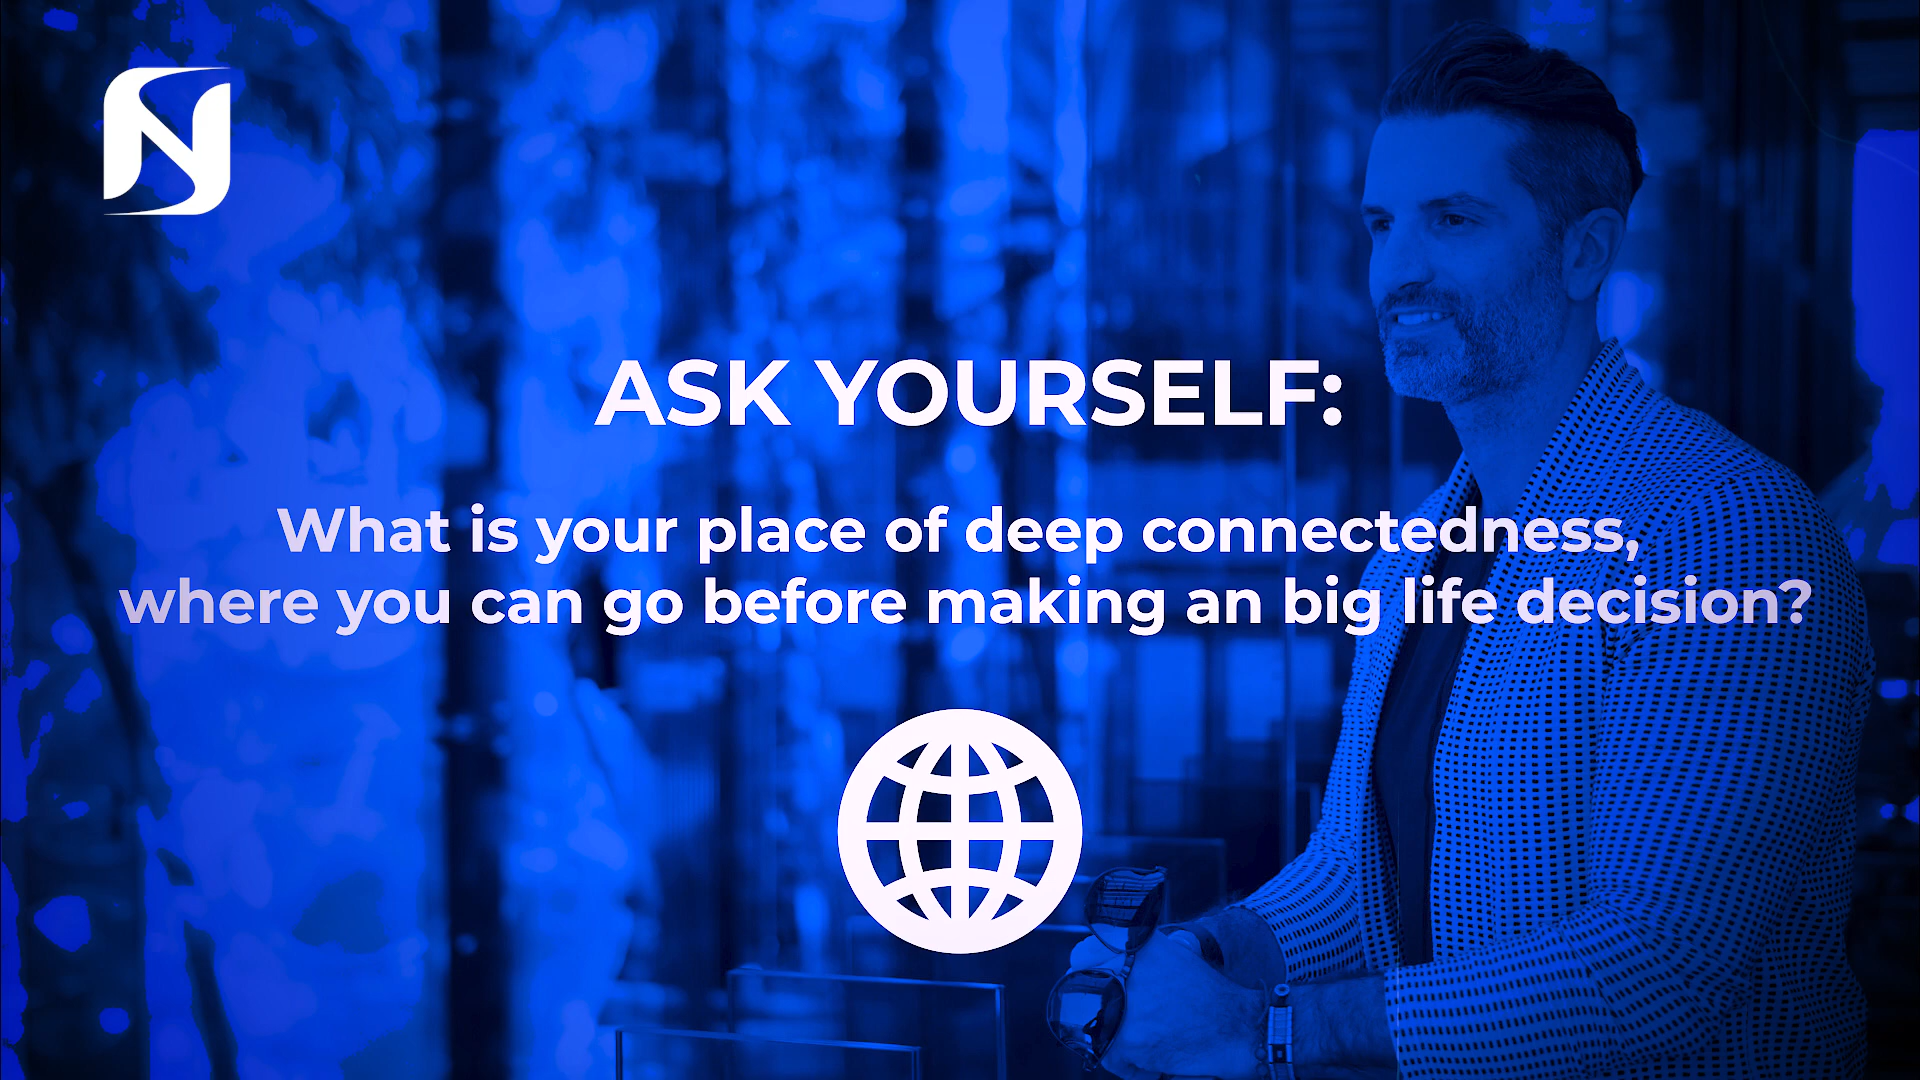 ASK YOURSELF:
What is your place of deep connectedness,
where you can go before making an big life decision?